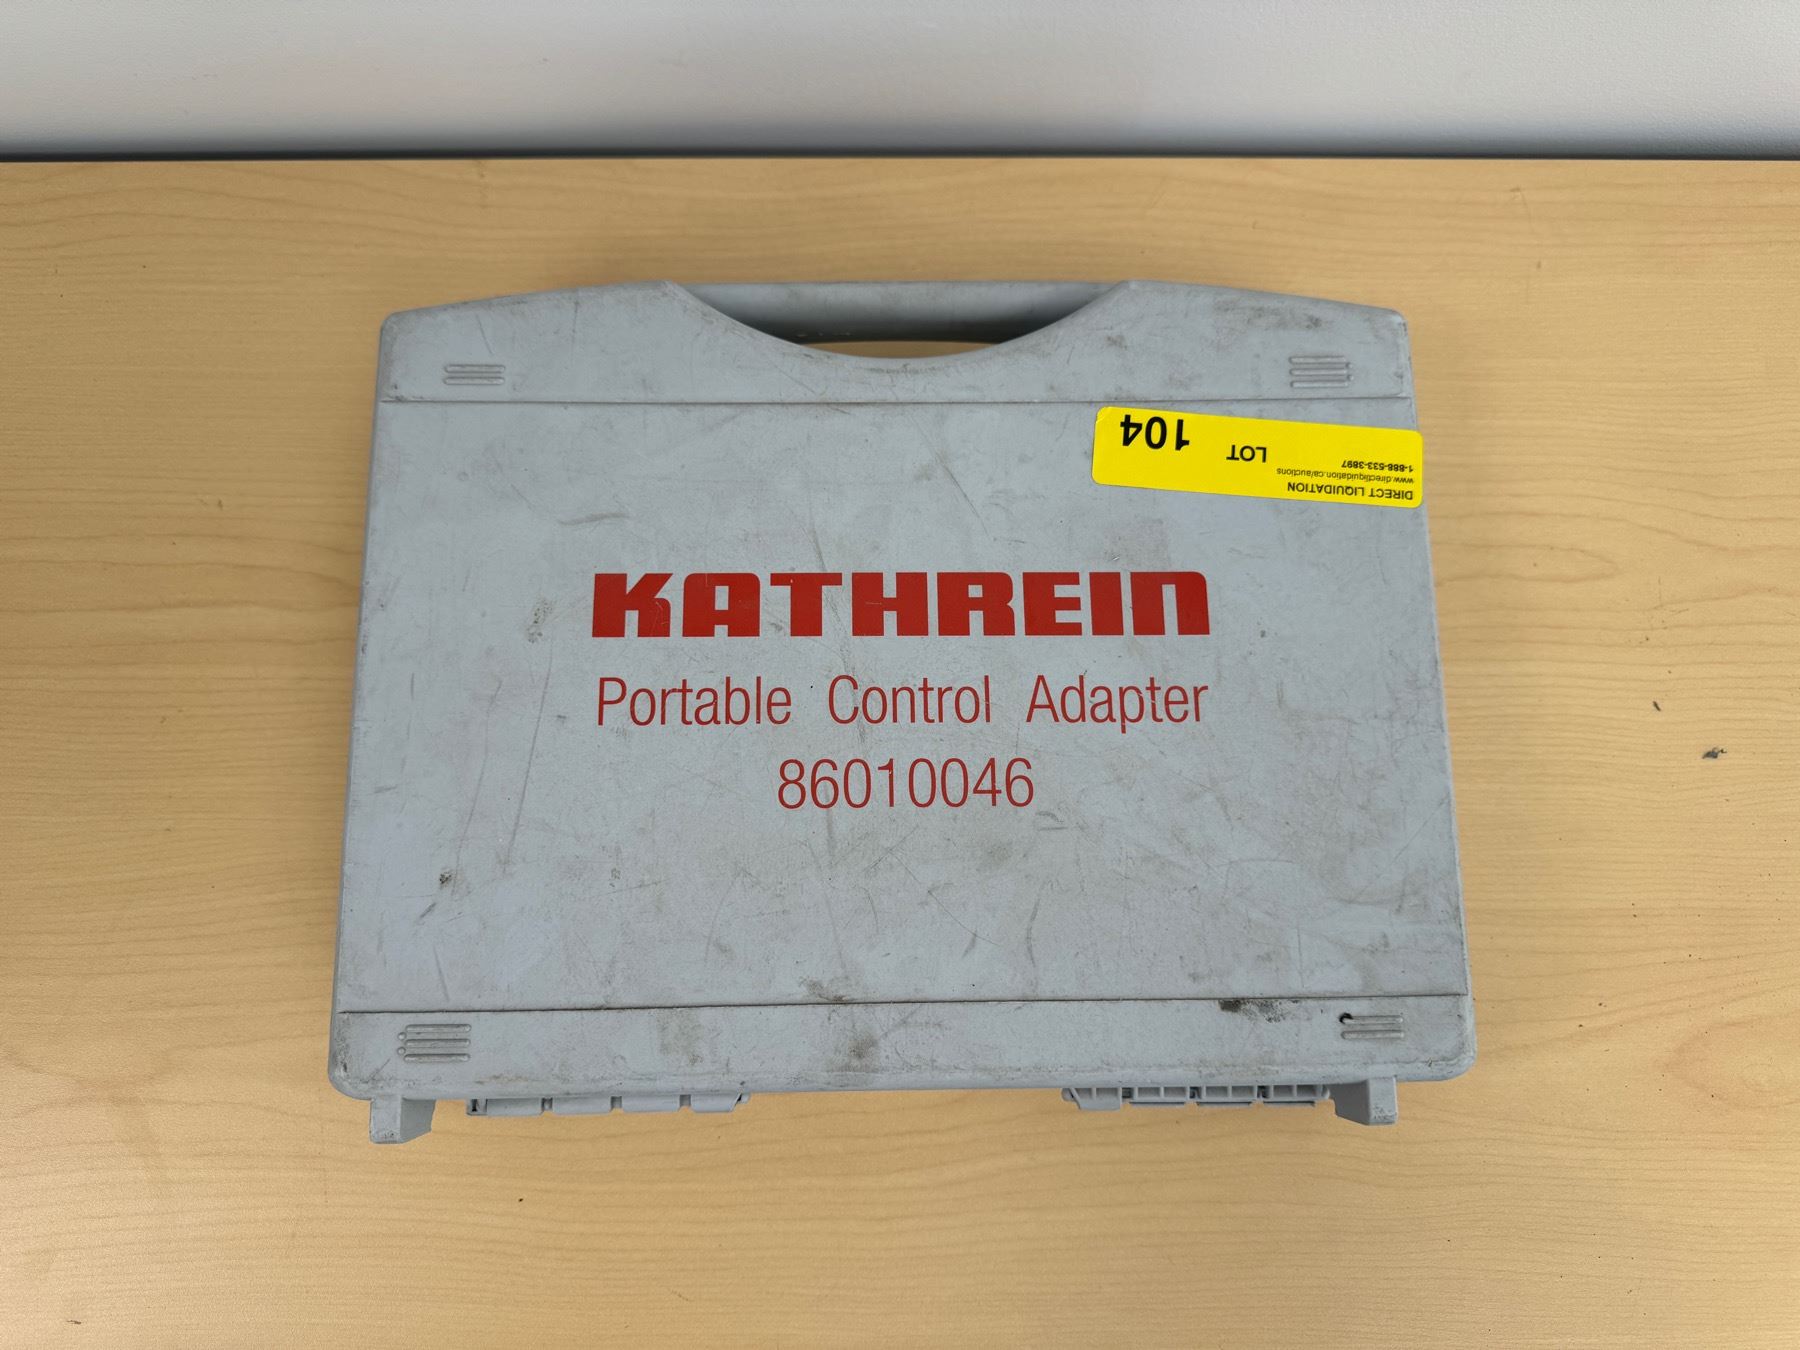 DIRECT LIQUIDATION
www.directliquidation.ca/auctions
1-888-533-3897
LOT 104
KATHREIN
Portable Control Adapter
86010046